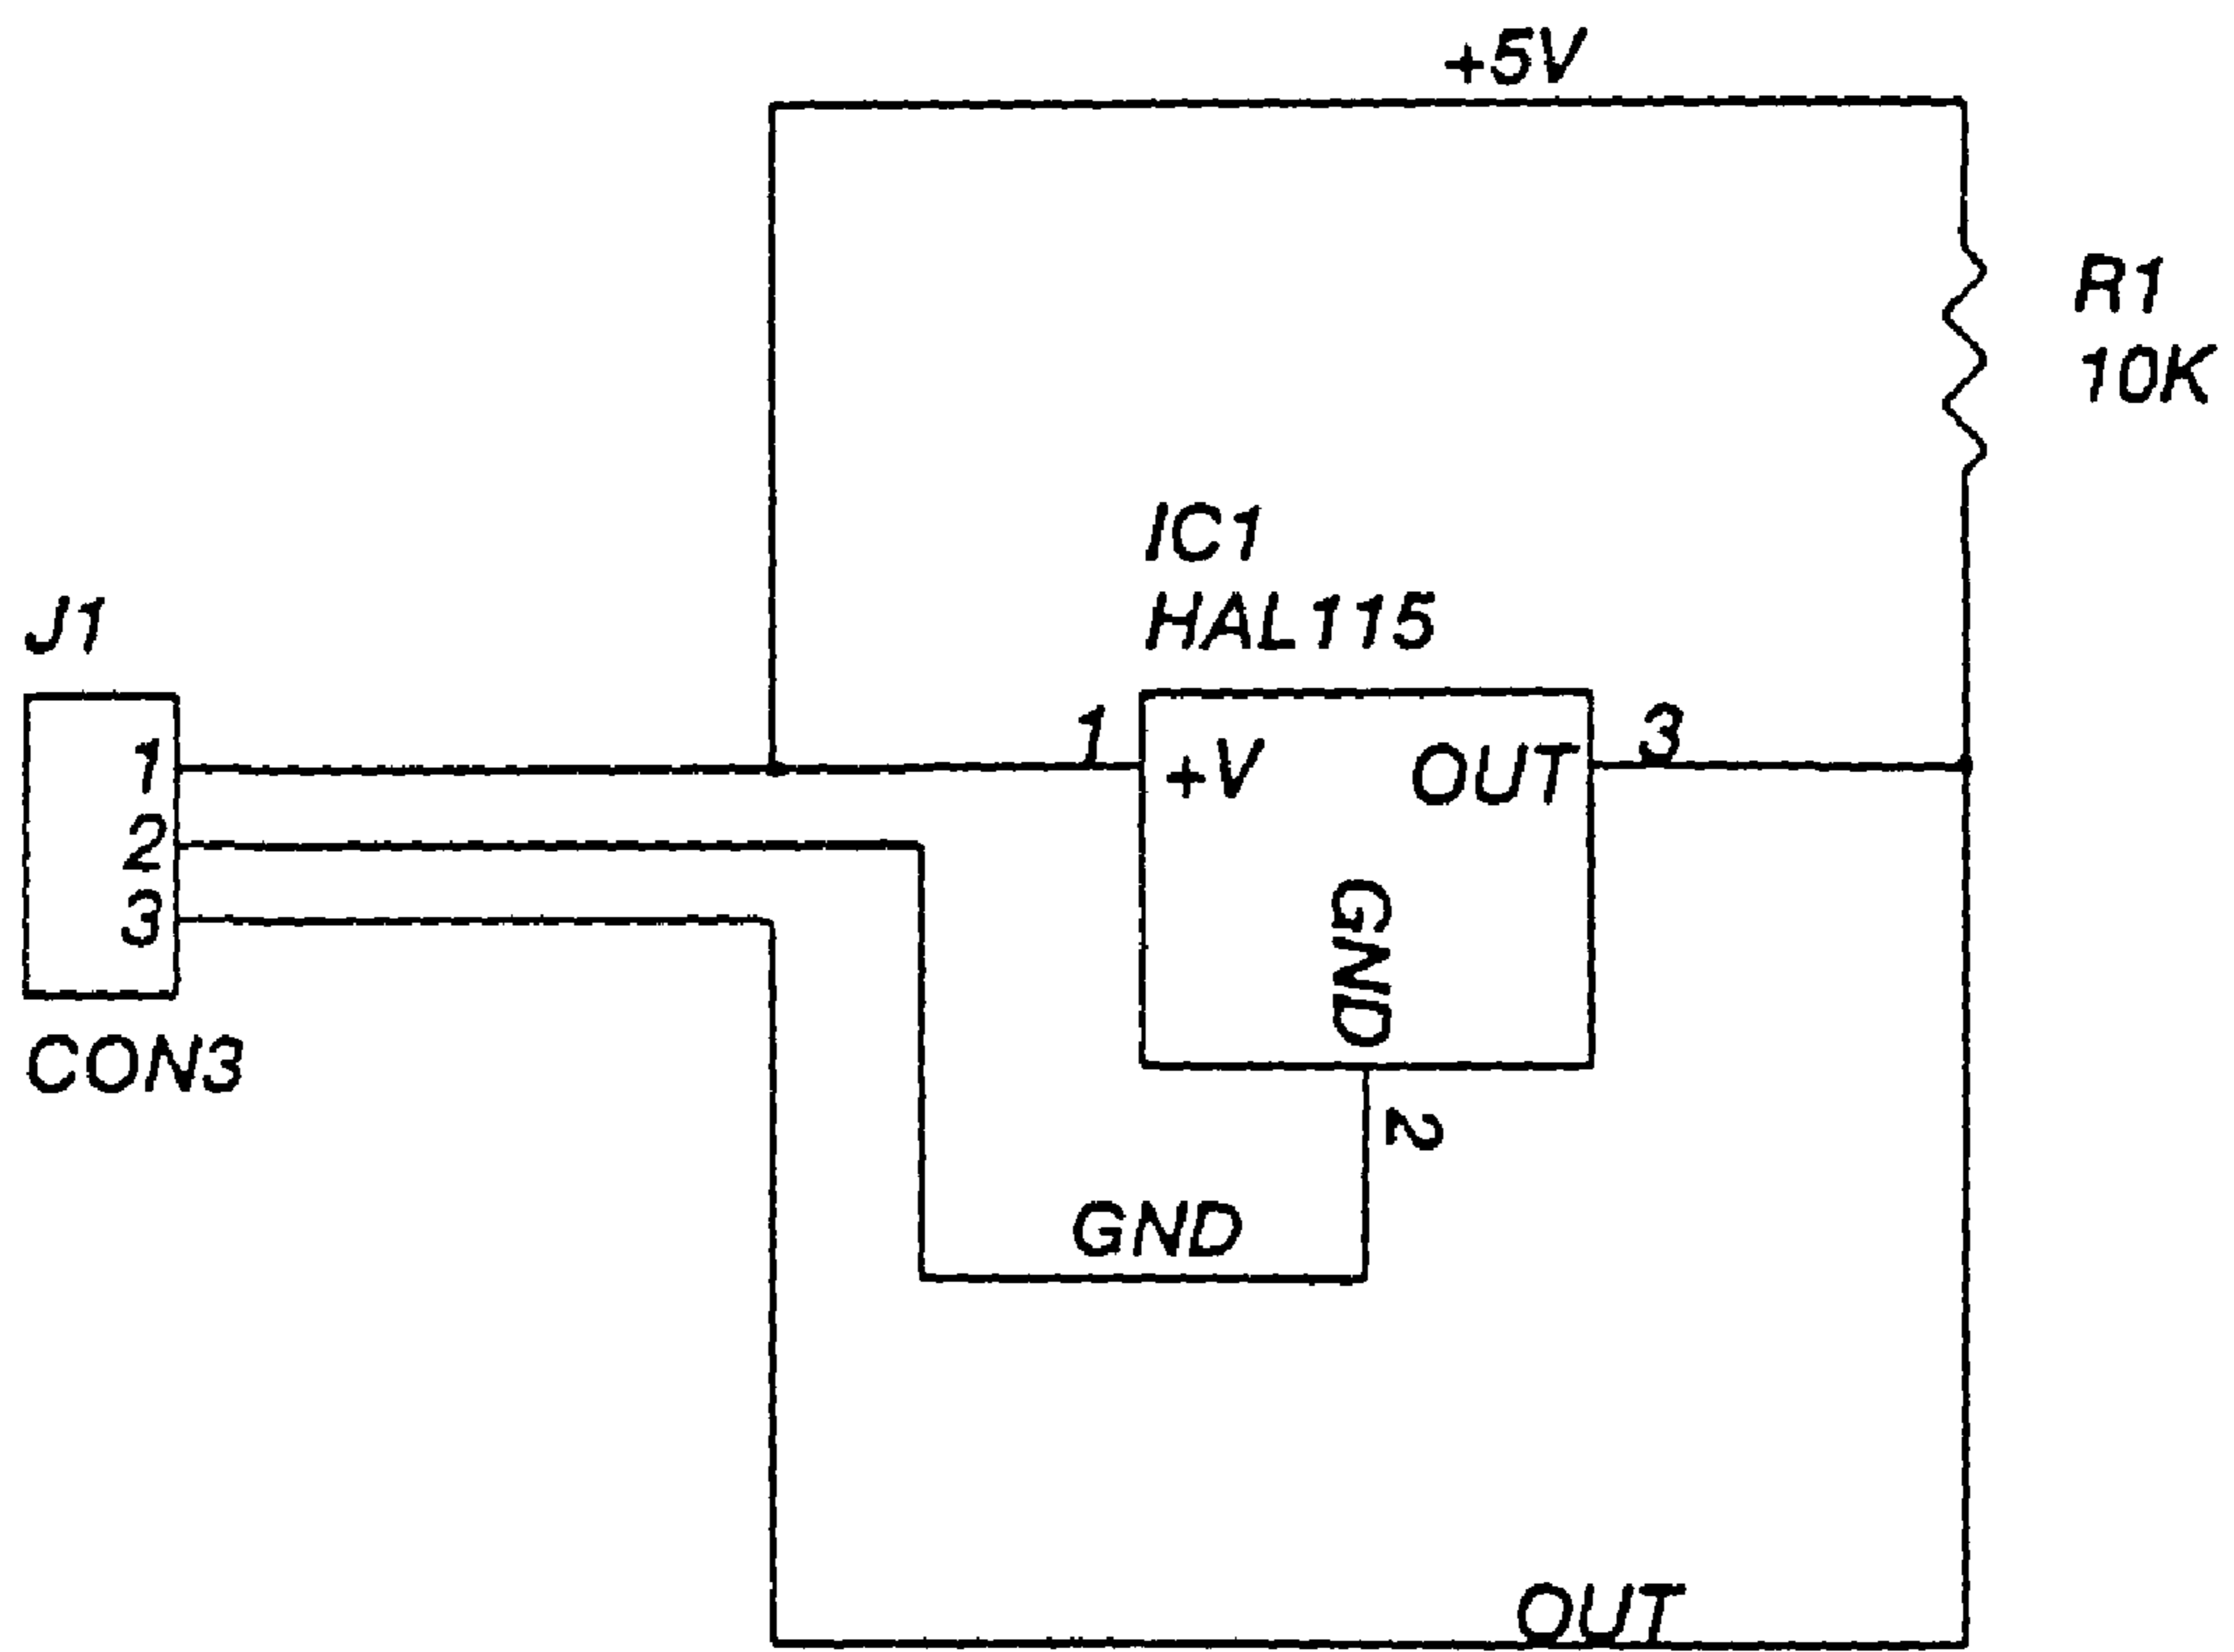 +5V
R1
10K
IC1
HAL115
J1
1
2
3
CON3
1
+V
OUT
3
GND
2
GND
OUT